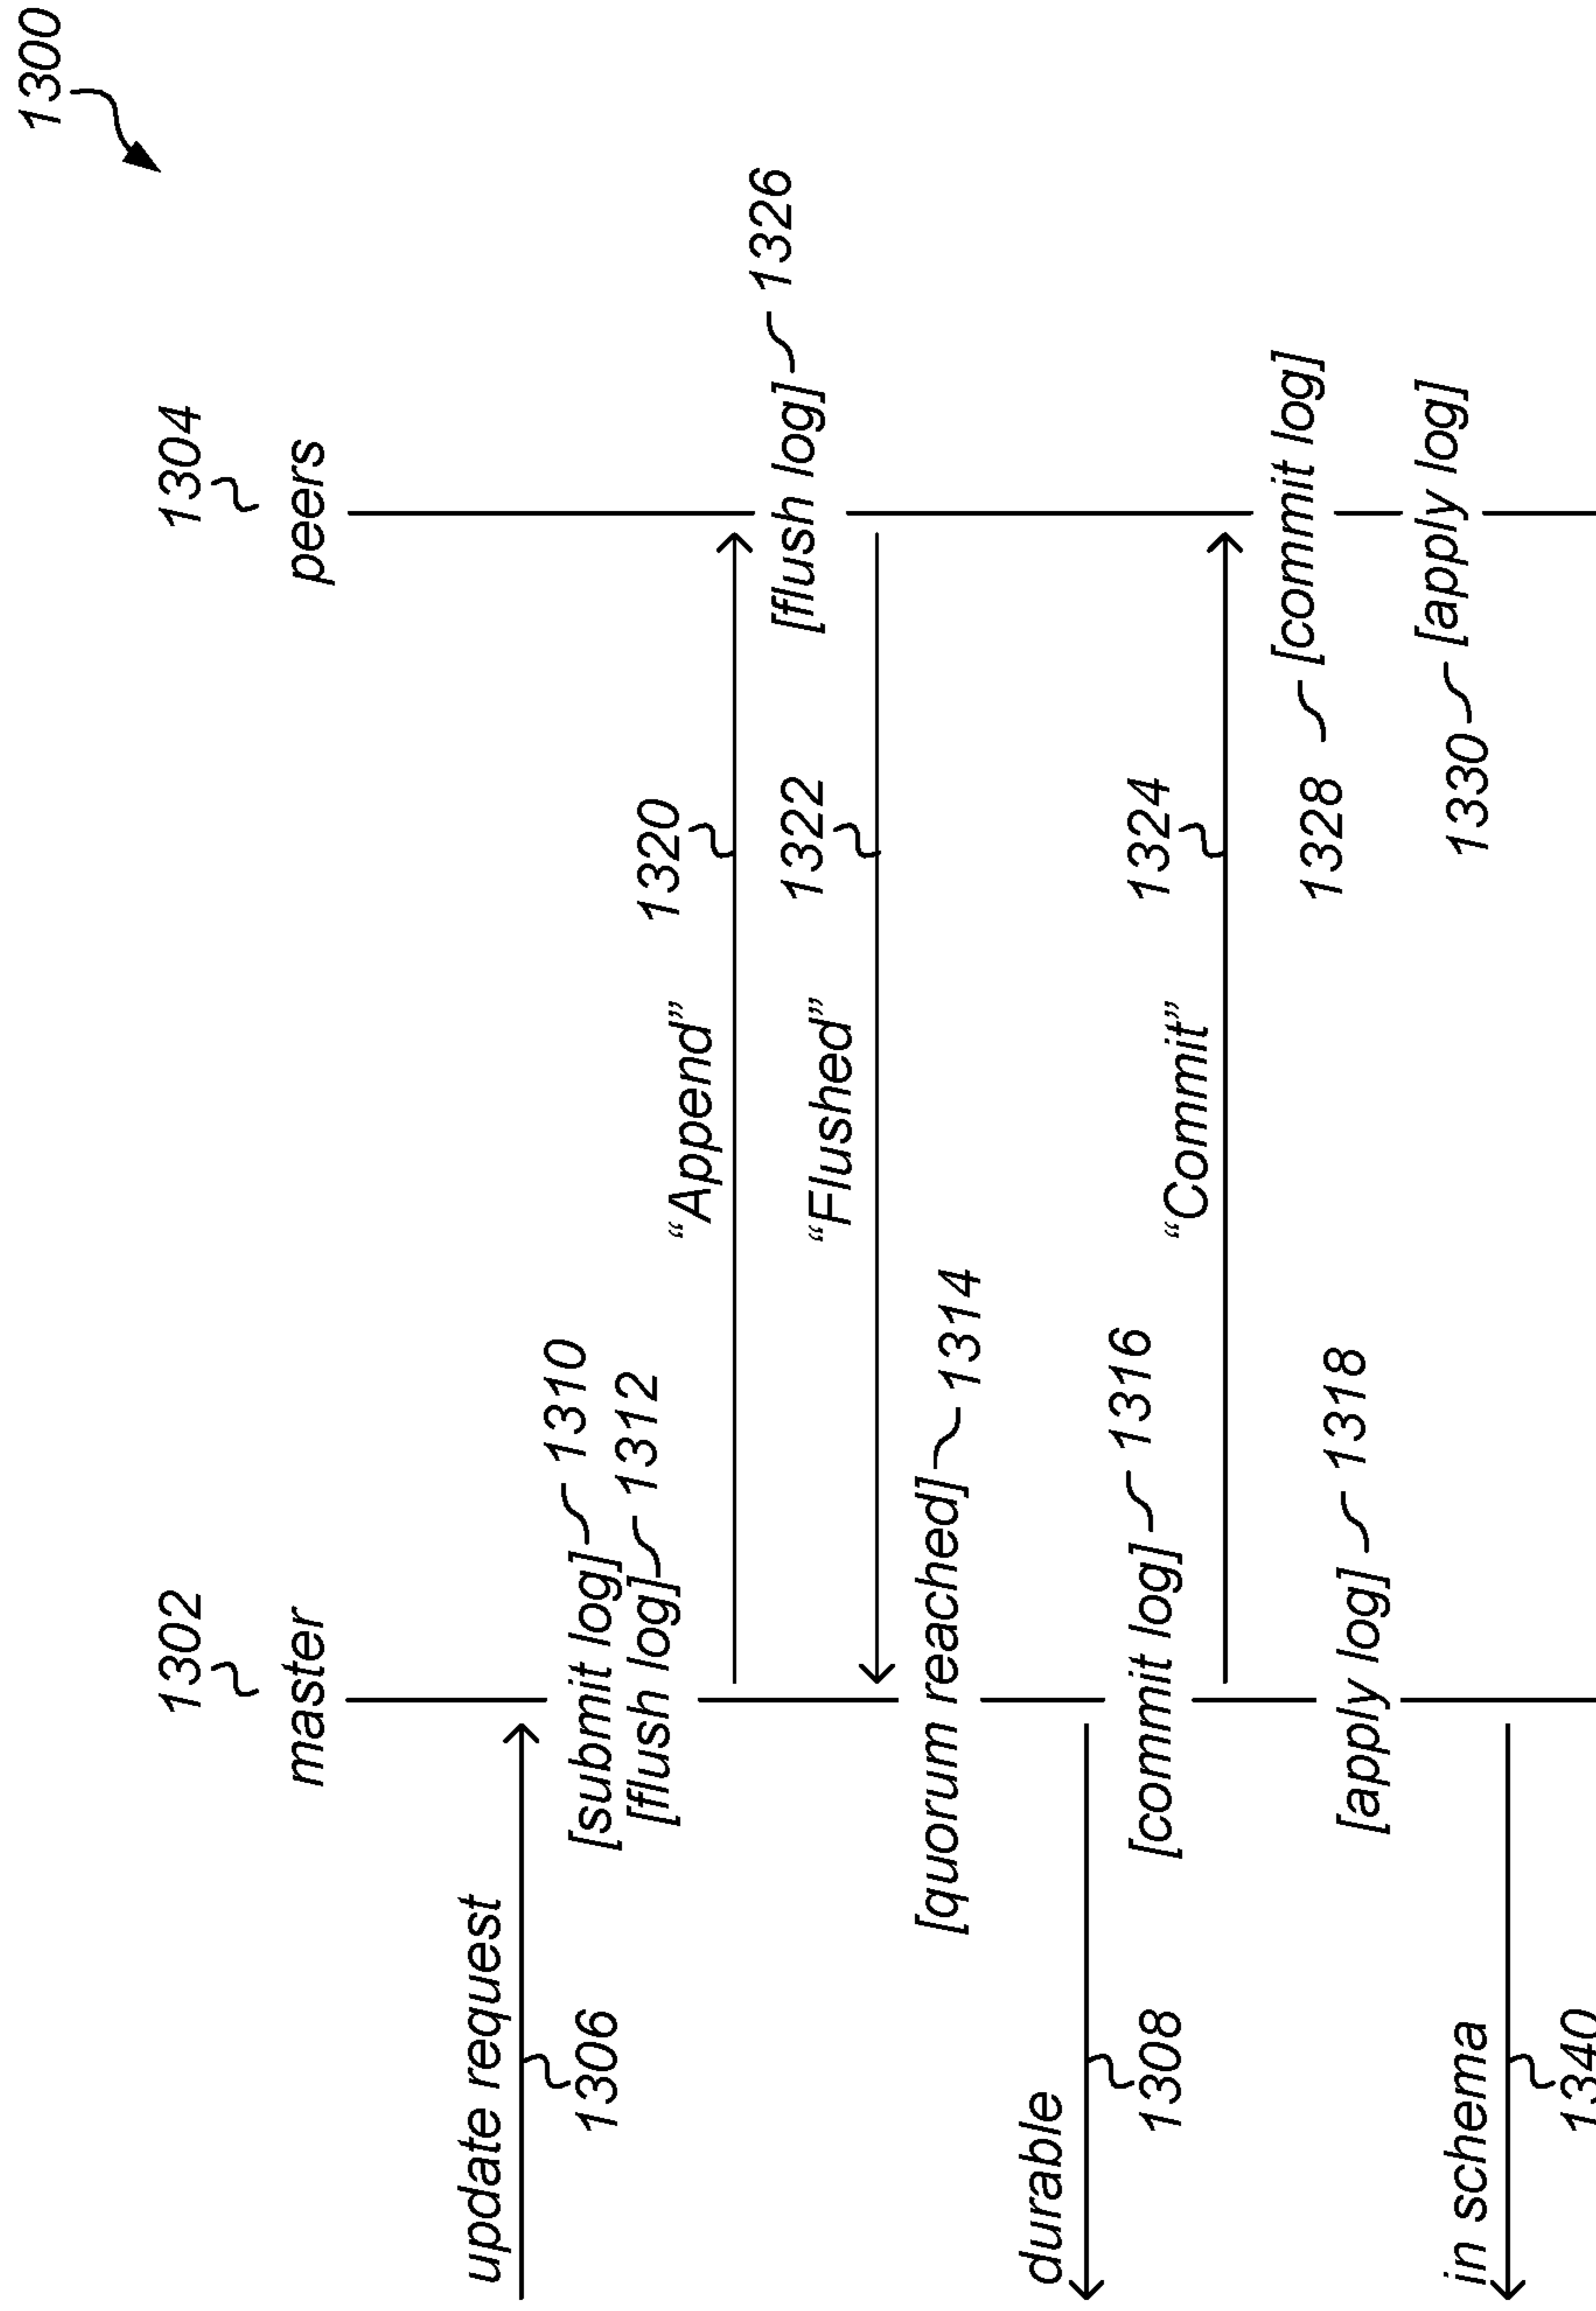 1300
1302
1304
master
peers
update request
1306
[submit log] 1310
[flush log] 1312
1320
"Append"
[flush log] 1326
1322
“Flushed”
[quorum reached] 1314
durable
1308
[commit log] 1316
1324
“Commit”
1328 [commit log]
[apply log] 1318
1330 [apply log]
in schema
1340